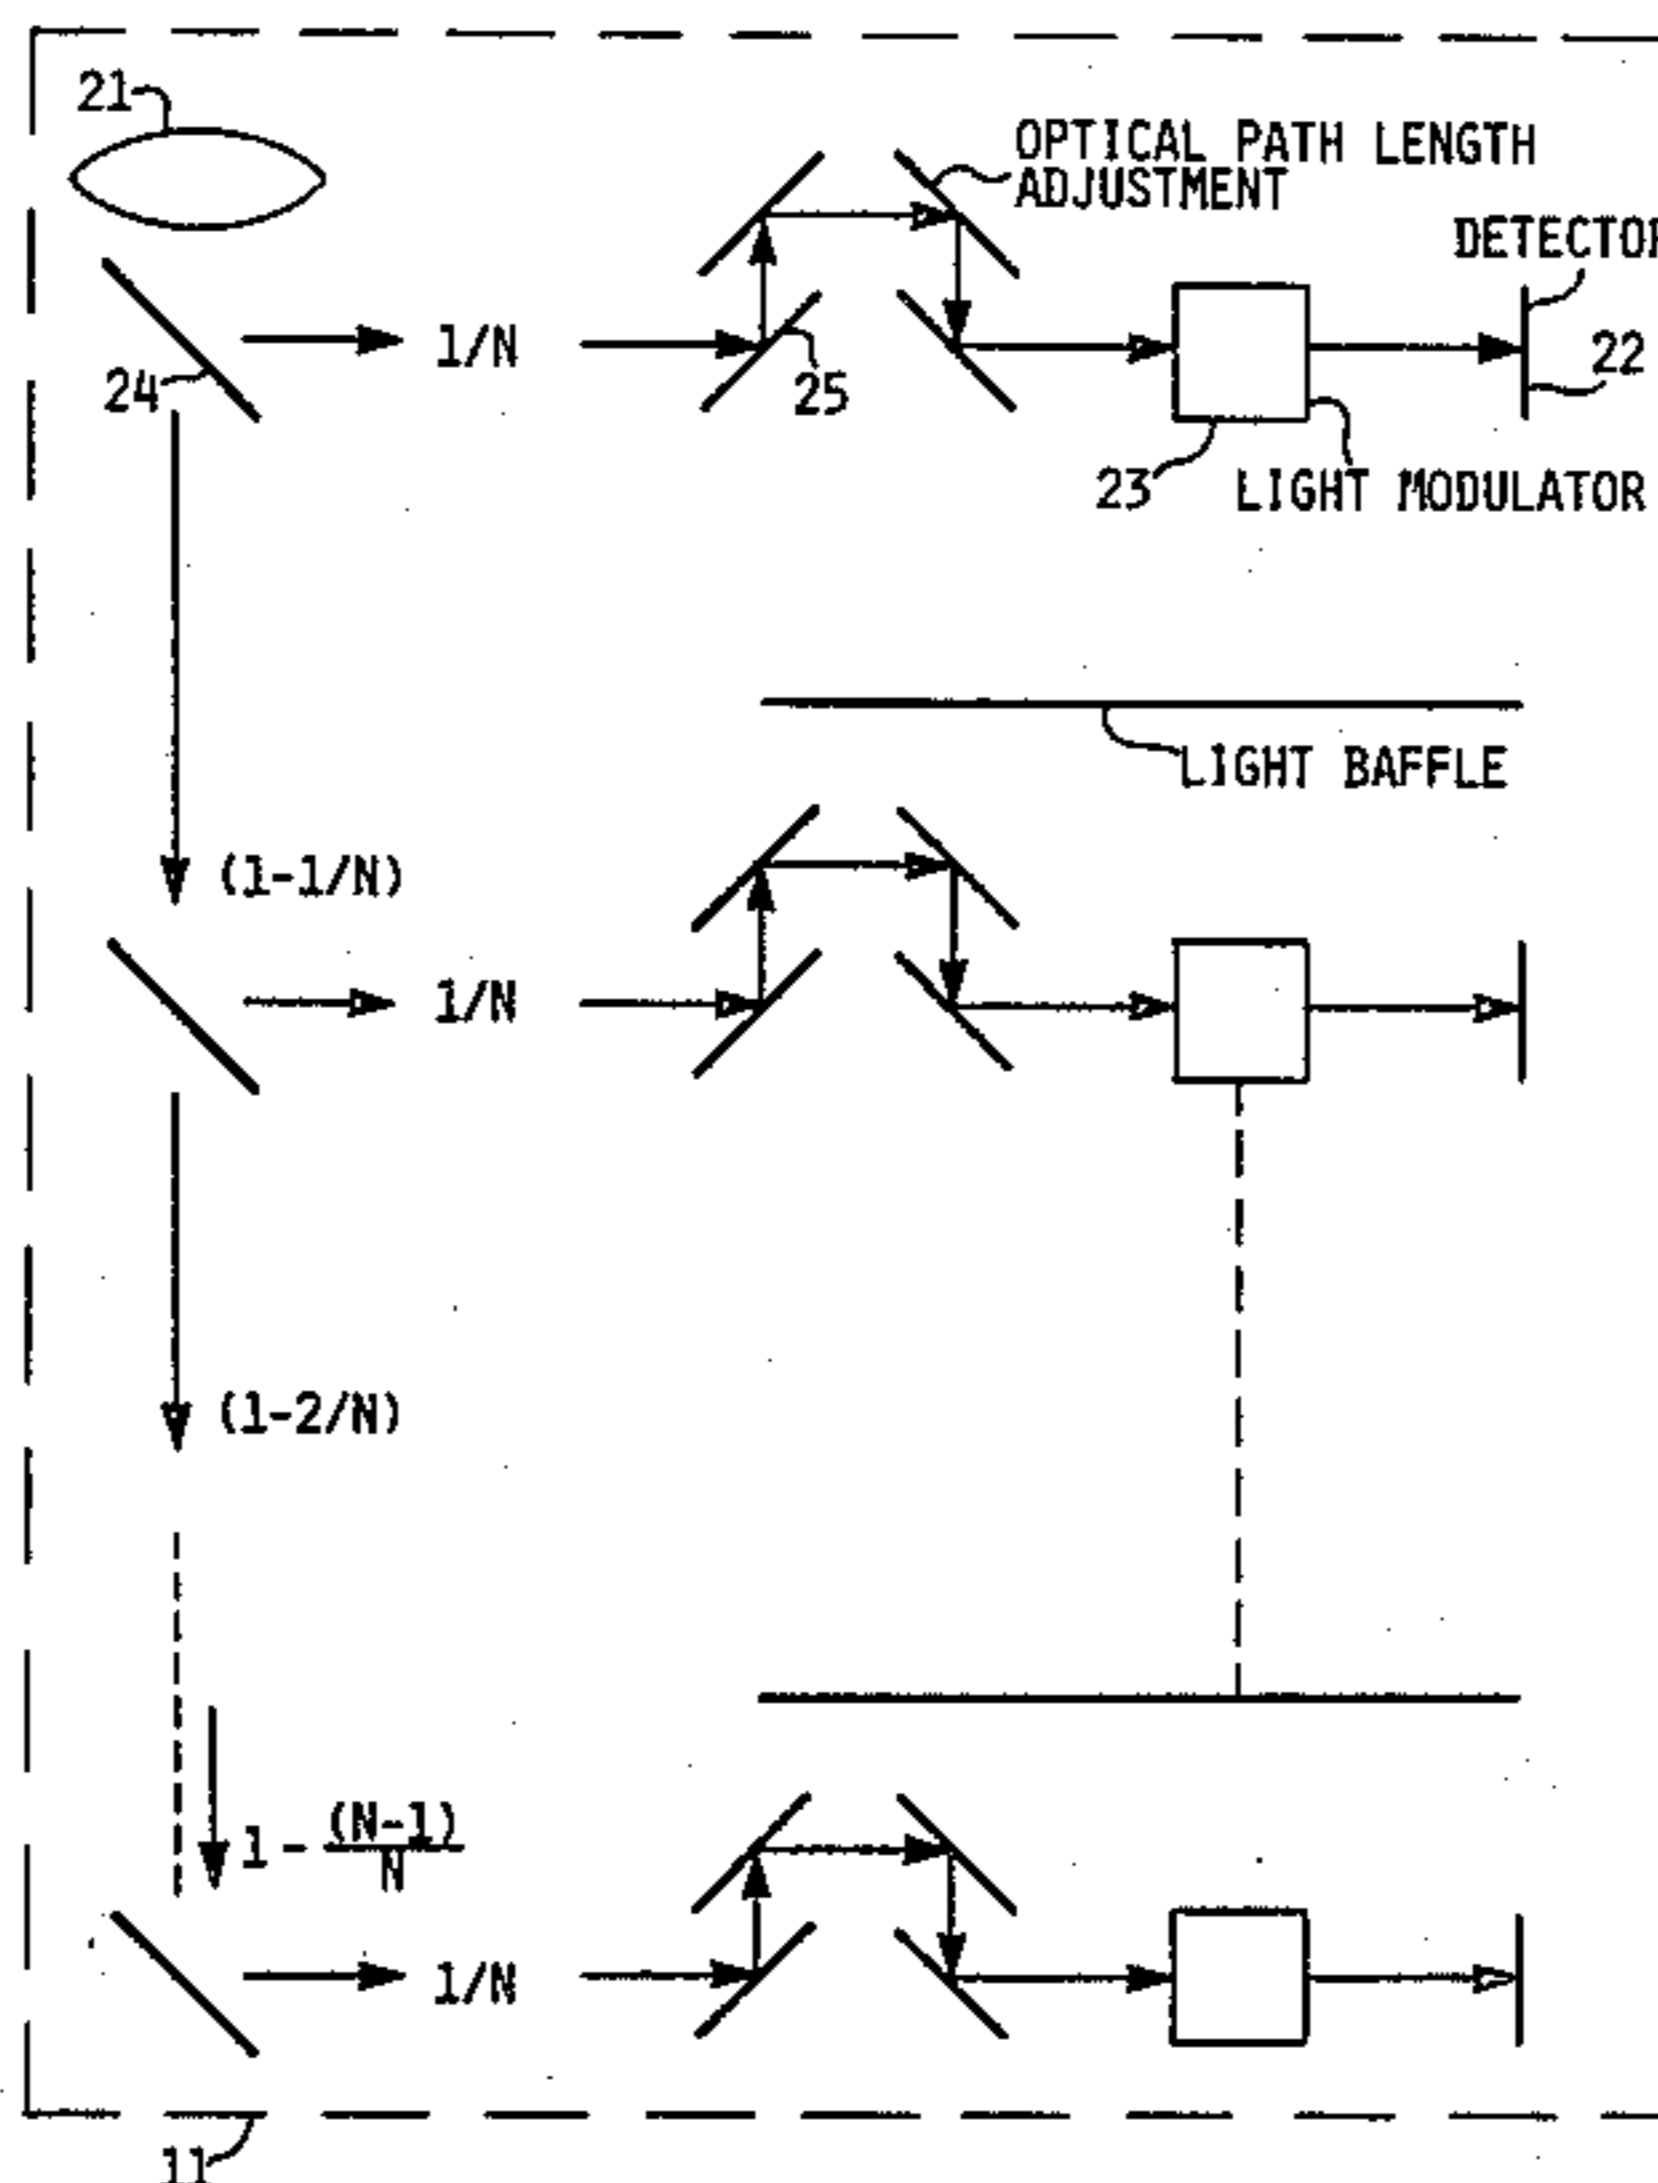 21
OPTICAL PATH LENGTH
ADJUSTMENT
DETECTOR
1/N
24
25
22
23
LIGHT MODULATOR
LIGHT BAFFLE
(1-1/N)
1/N
(1-2/N)
1 - (N-1)
N
1/N
11